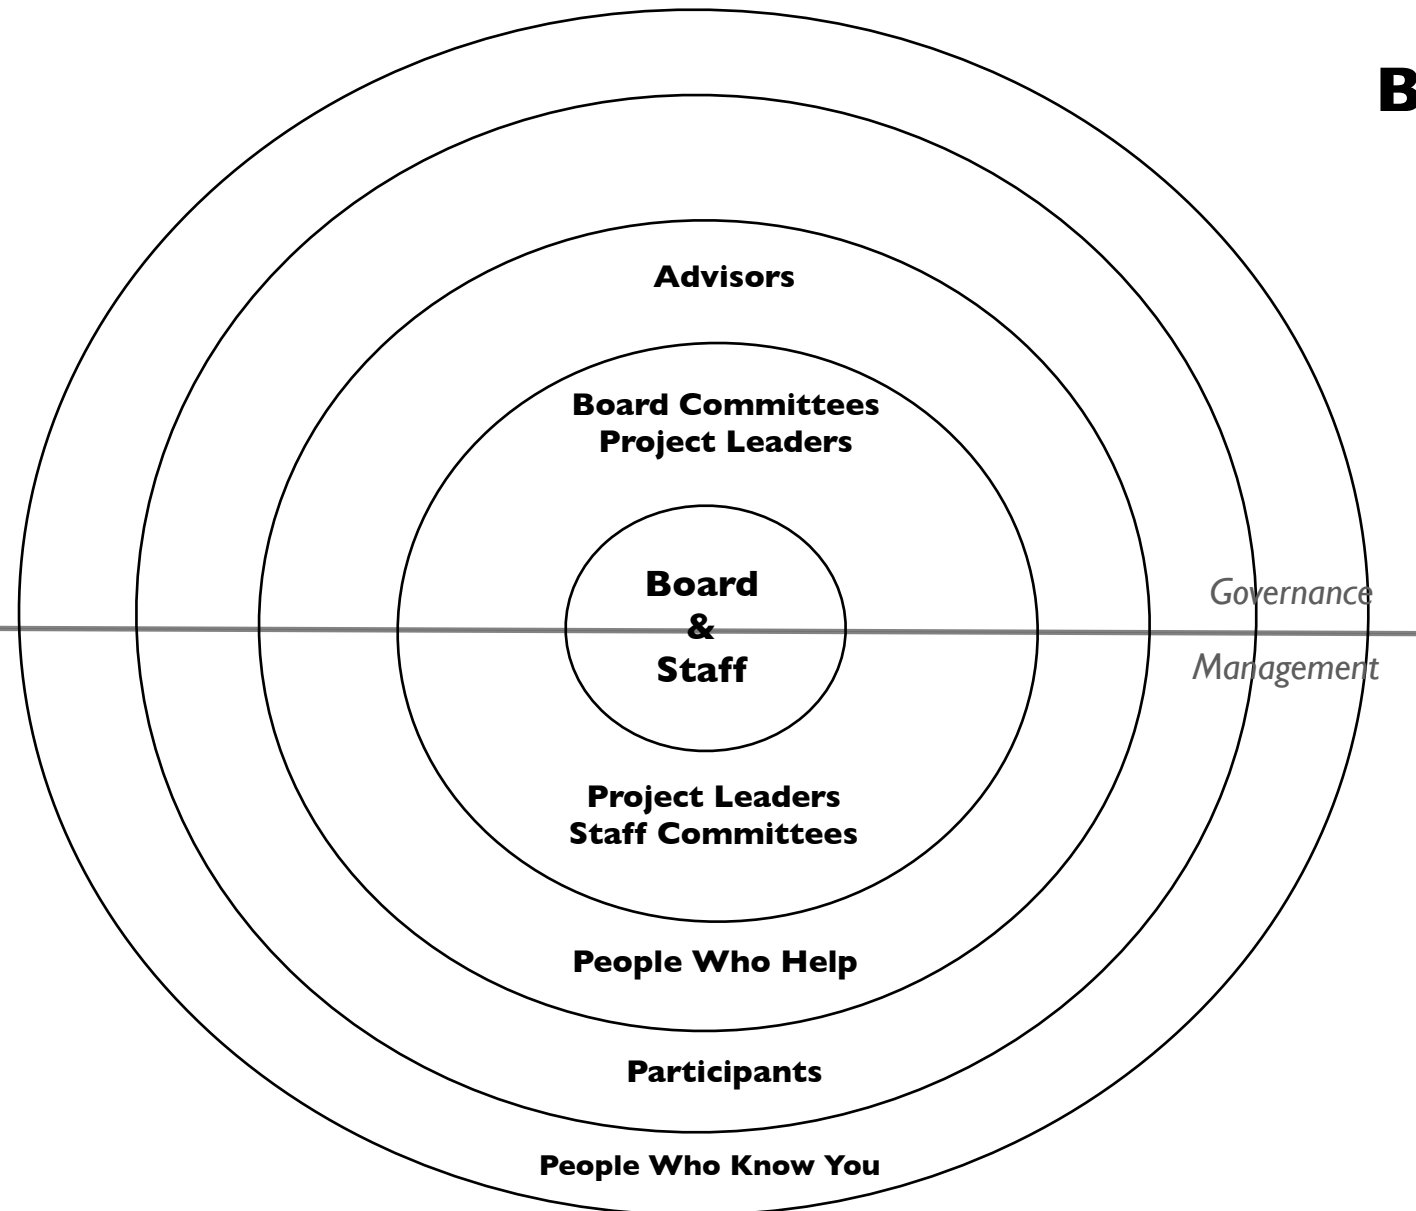 B
Advisors
Board Committees
Project Leaders
Board
&
Staff
Governance
Management
Project Leaders
Staff Committees
People Who Help
Participants
People Who Know You